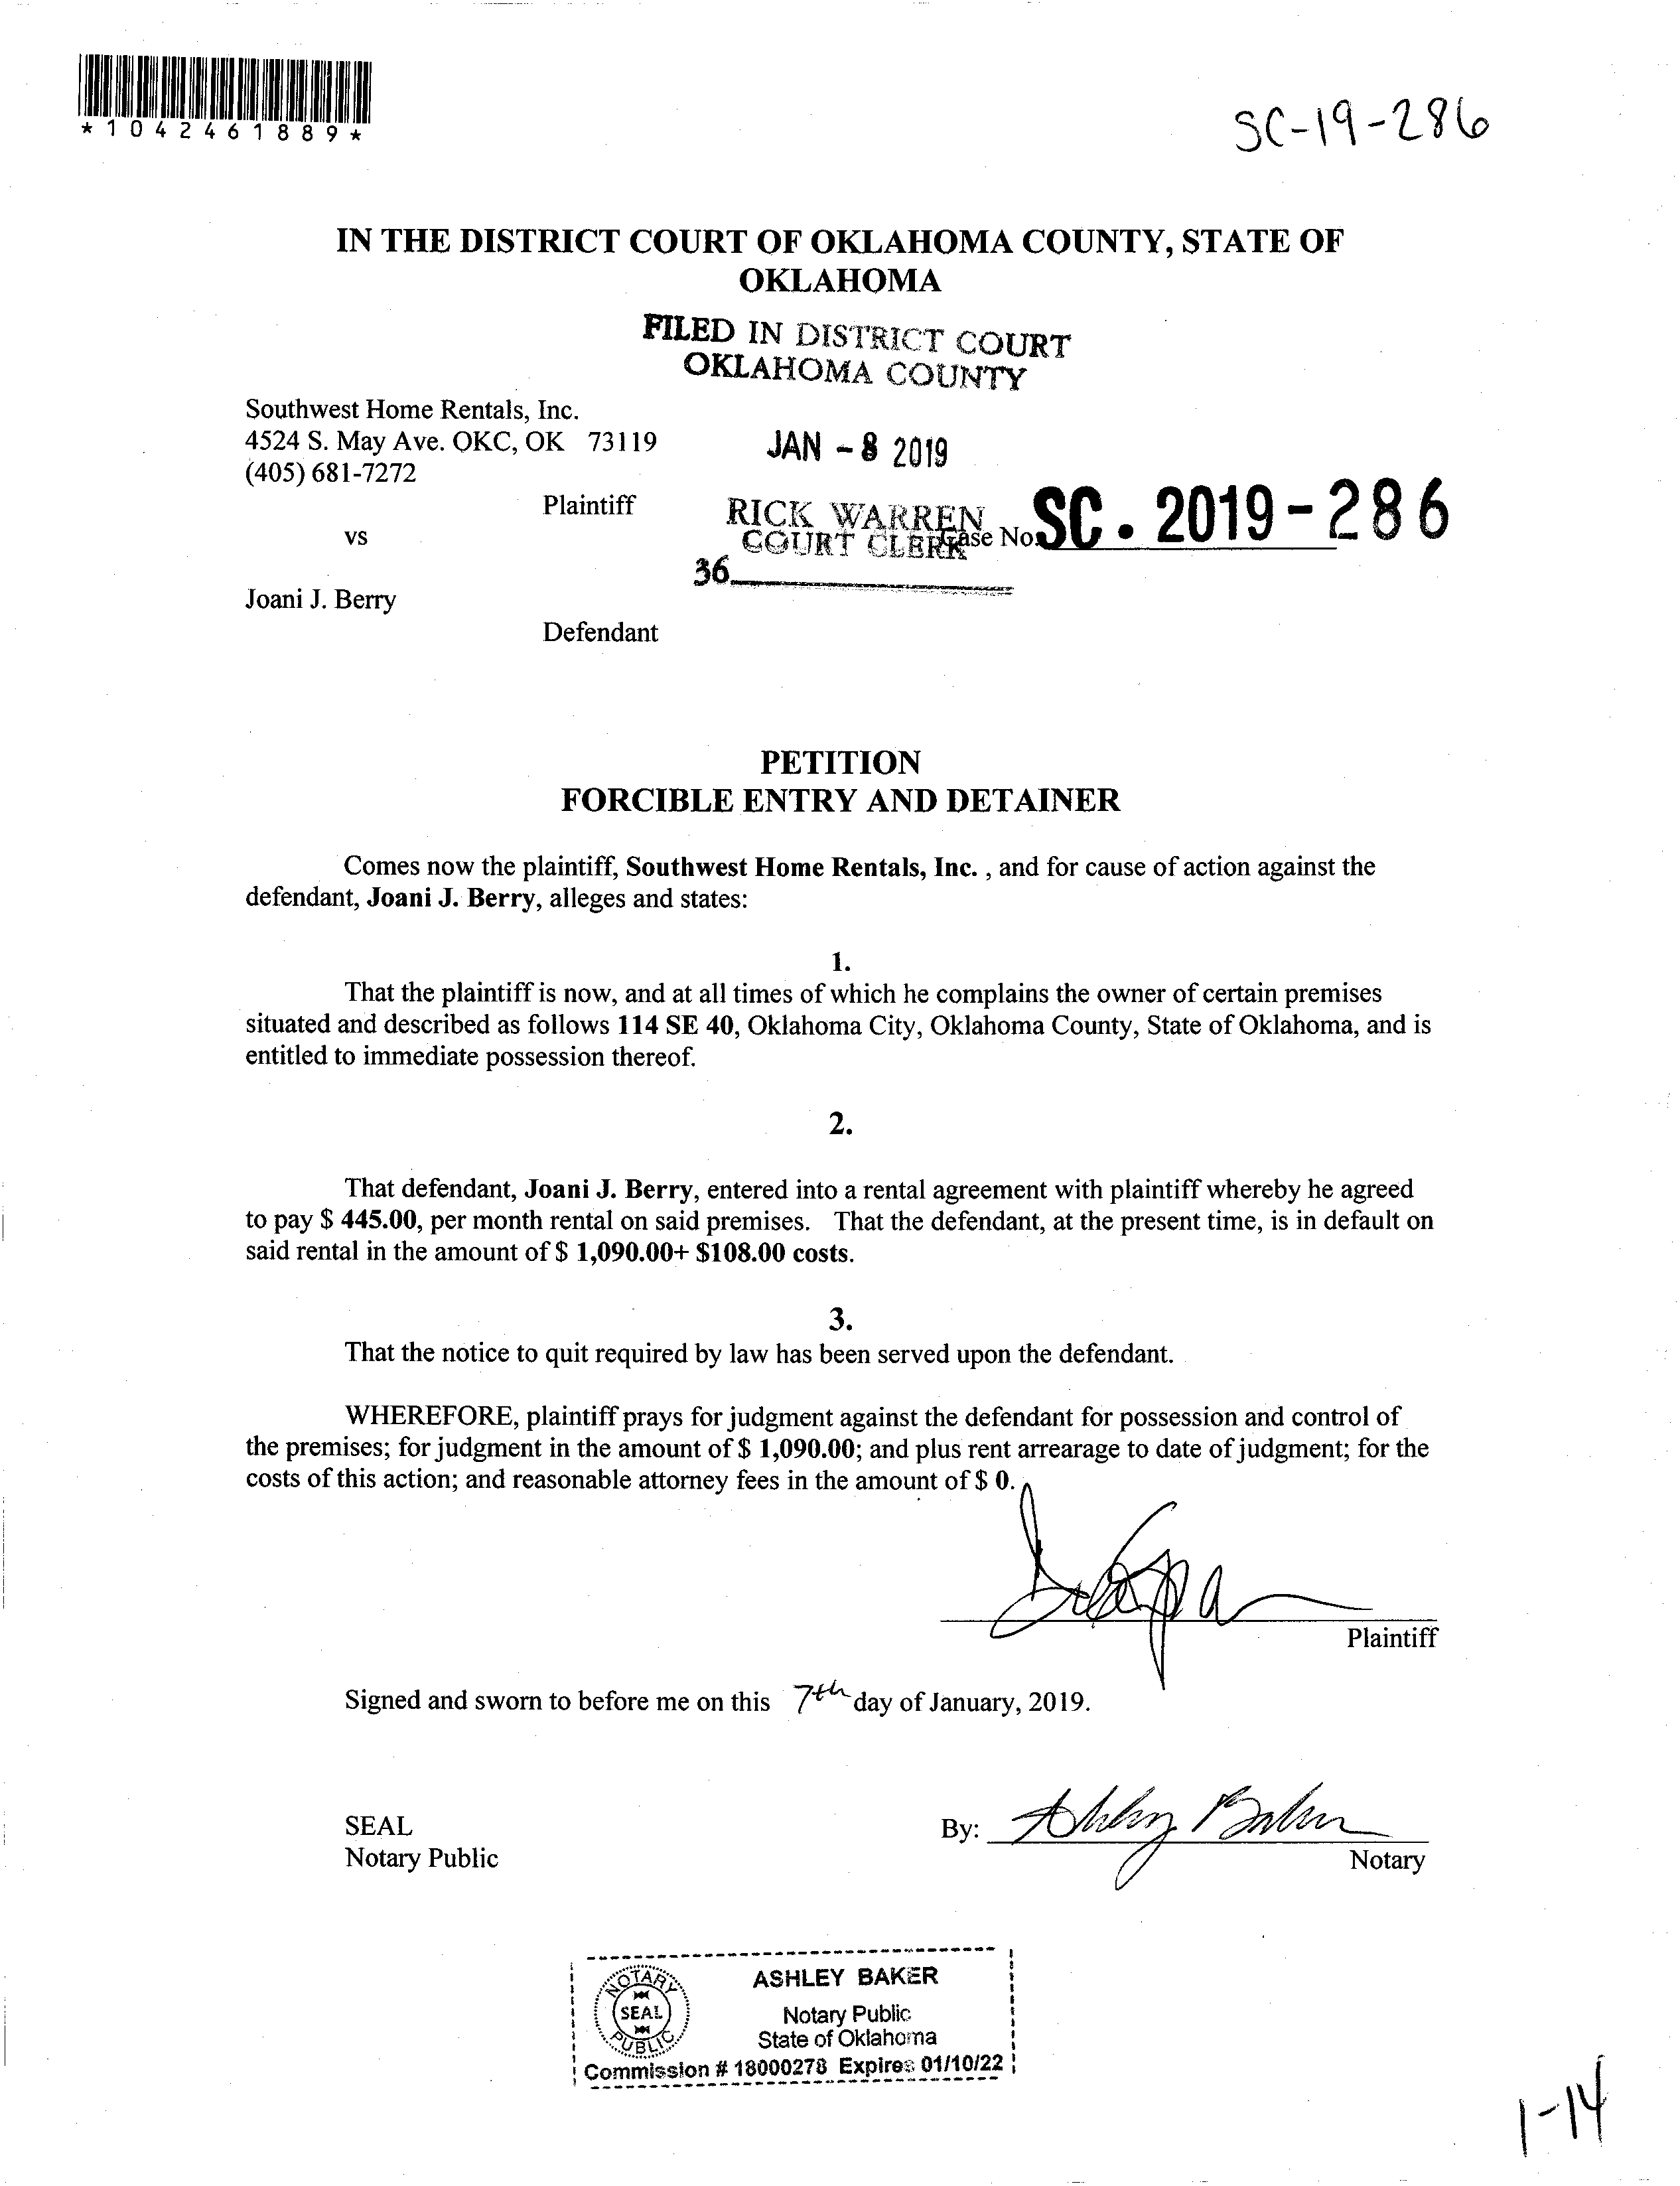 *1042461889*
SC-19-286
IN THE DISTRICT COURT OF OKLAHOMA COUNTY, STATE OF
OKLAHOMA
FILED IN DISTRICT COURT
OKLAHOMA COUNTY
Southwest Home Rentals, Inc.
4524 S. May Ave. OKC, OK 73119
(405) 681-7272
JAN - 8 2019
Plaintiff
RICK WARREN
COURT CLERK
vs
Case No. SC. 2019-286
36
Joani J. Berry
Defendant
PETITION
FORCIBLE ENTRY AND DETAINER
Comes now the plaintiff, Southwest Home Rentals, Inc. , and for cause of action against the
defendant, Joani J. Berry, alleges and states:
1.
That the plaintiff is now, and at all times of which he complains the owner of certain premises
situated and described as follows 114 SE 40, Oklahoma City, Oklahoma County, State of Oklahoma, and is
entitled to immediate possession thereof.
2.
That defendant, Joani J. Berry, entered into a rental agreement with plaintiff whereby he agreed
to pay $ 445.00, per month rental on said premises. That the defendant, at the present time, is in default on
said rental in the amount of $ 1,090.00+ $108.00 costs.
3.
That the notice to quit required by law has been served upon the defendant.
WHEREFORE, plaintiff prays for judgment against the defendant for possession and control of
the premises; for judgment in the amount of $ 1,090.00; and plus rent arrearage to date of judgment; for the
costs of this action; and reasonable attorney fees in the amount of $ 0.
Plaintiff
Signed and sworn to before me on this 7th day of January, 2019.
SEAL
By: Ashley Baker
Notary Public
Notary
NOTARY
SEAL
PUBLIC
ASHLEY BAKER
Notary Public
State of Oklahoma
Commission # 18000278 Expires 01/10/22
1-14